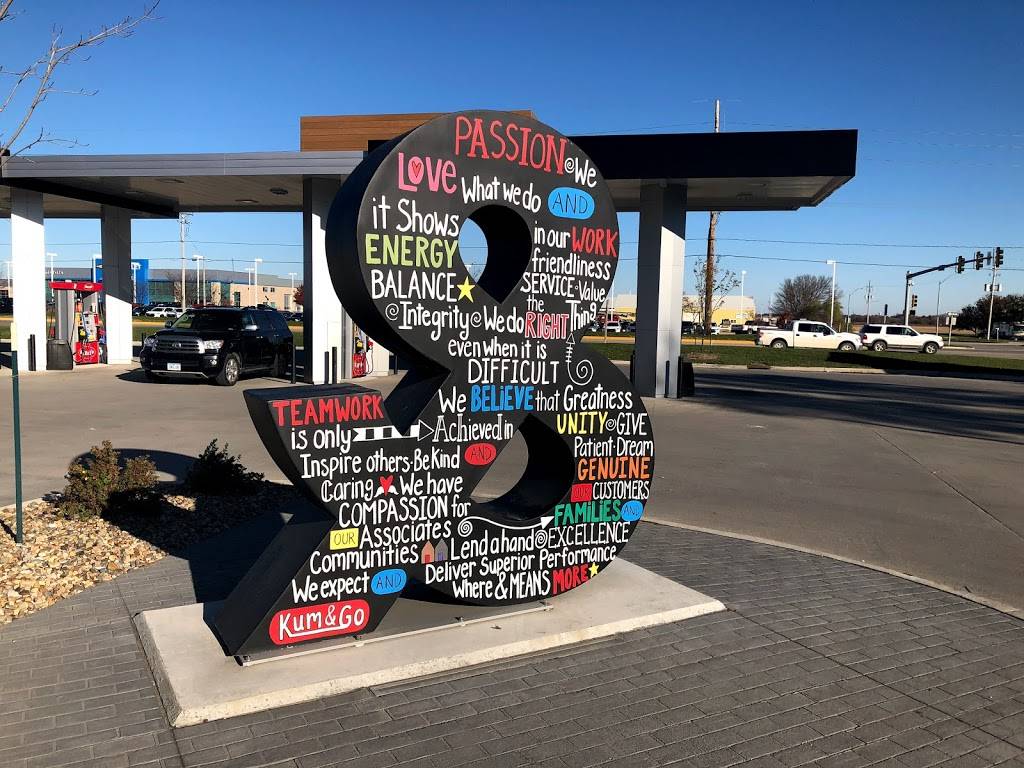 PASSION We
LOVE What we do AND
it Shows in our WORK
ENERGY friendliness
BALANCE SERVICE • Value
Integrity We do the RIGHT Thing
even when it is
DIFFICULT
We BELIEVE that Greatness
TEAMWORK UNITY GIVE
is only Achieved in Patient • Dream
Inspire others • Be Kind AND GENUINE
Caring We have OUR CUSTOMERS
COMPASSION for FAMILIES AND
OUR Associates Lend a hand EXCELLENCE
Communities Deliver Superior Performance
We expect AND Where & MEANS MORE
Kum & Go